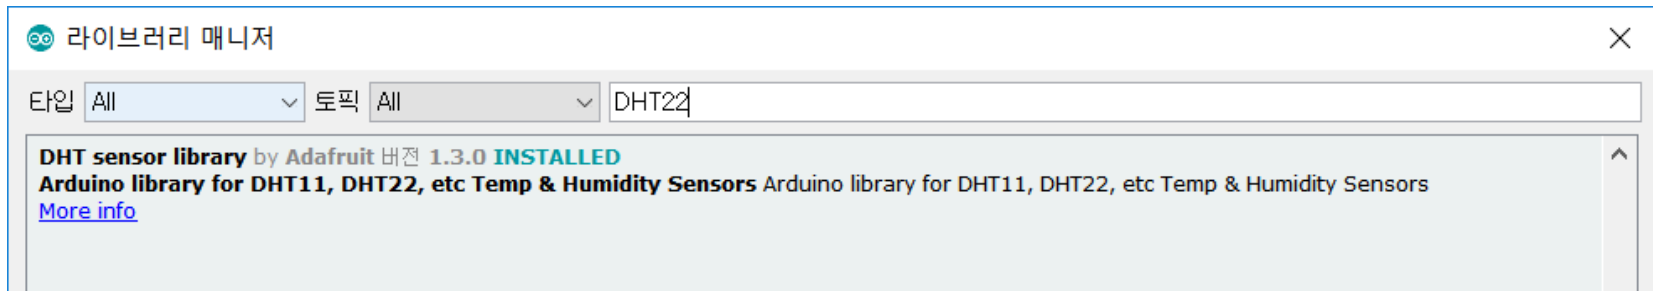 라이브러리 매니저
타입 All 토픽 All DHT22
DHT sensor library by Adafruit 버전 1.3.0 INSTALLED
Arduino library for DHT11, DHT22, etc Temp & Humidity Sensors Arduino library for DHT11, DHT22, etc Temp & Humidity Sensors
More info